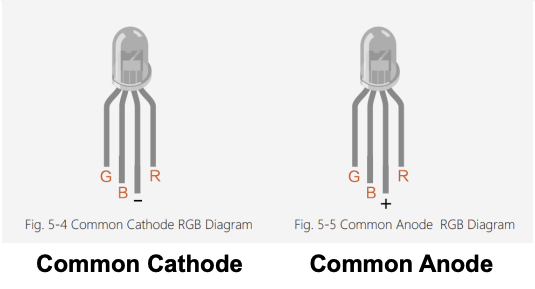 G
B
-
R
G
B
+
R
Fig. 5-4 Common Cathode RGB Diagram
Fig. 5-5 Common Anode  RGB Diagram
Common Cathode
Common Anode